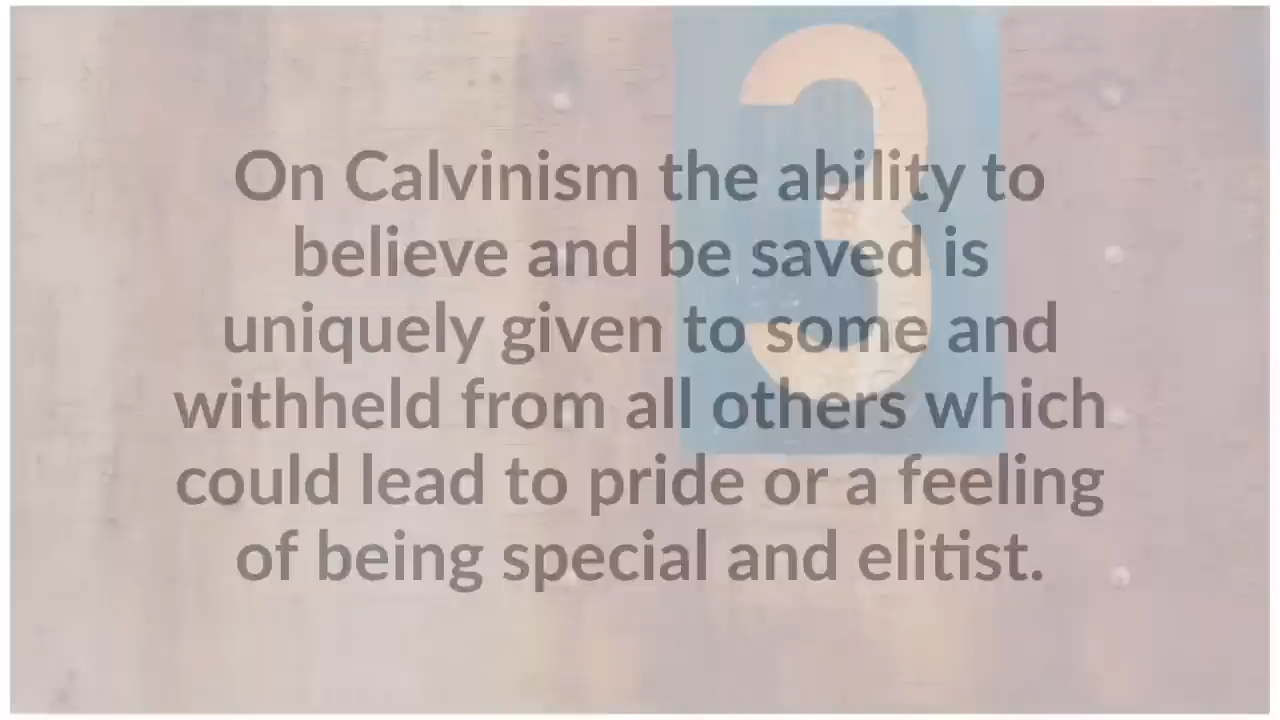 3
On Calvinism the ability to
believe and be saved is
uniquely given to some and
withheld from all others which
could lead to pride or a feeling
of being special and elitist.